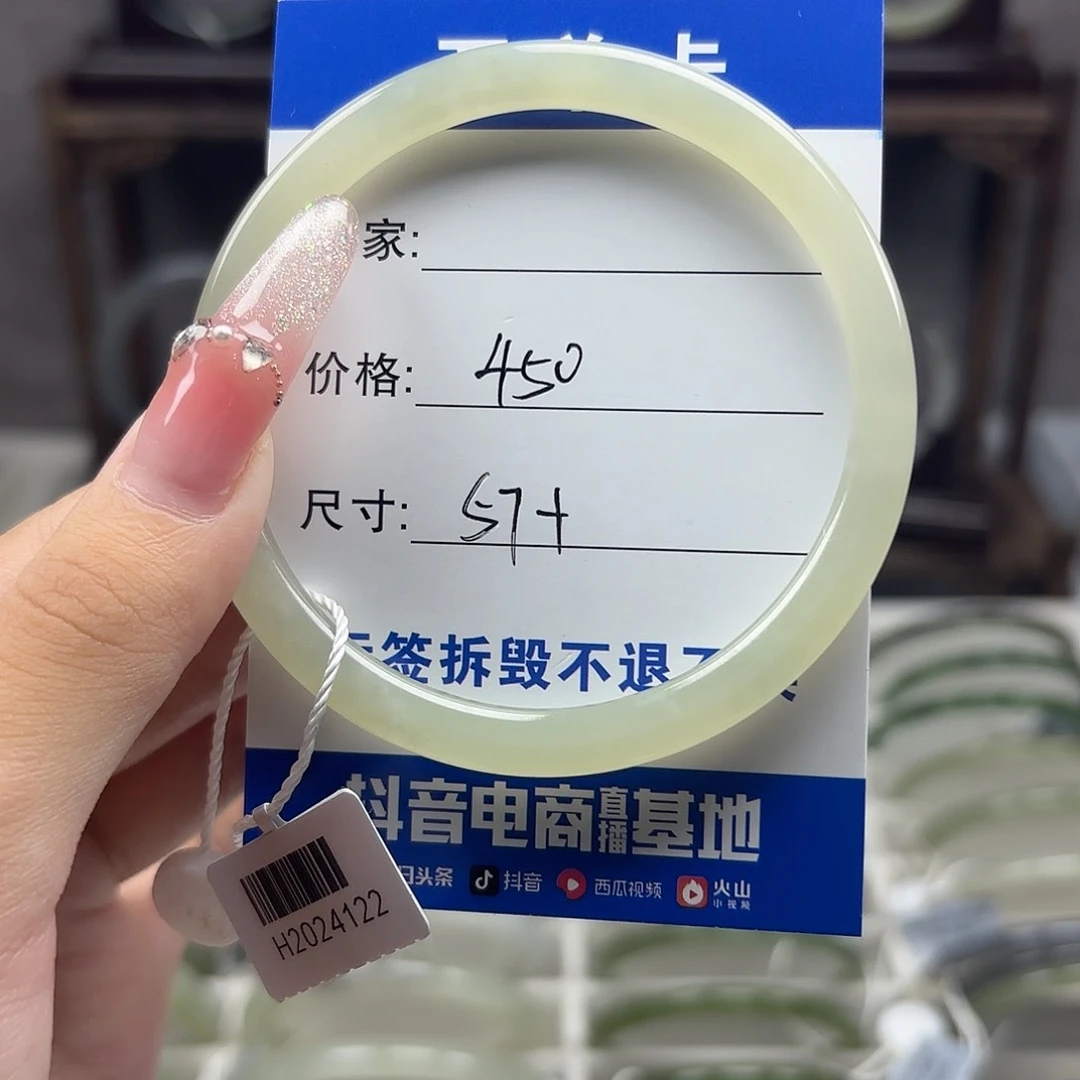 家:
价格: 450
尺寸: 57+
签拆毁不退
抖音电商直播基地
头条 抖音 西瓜视频 火山小视频
H2024122